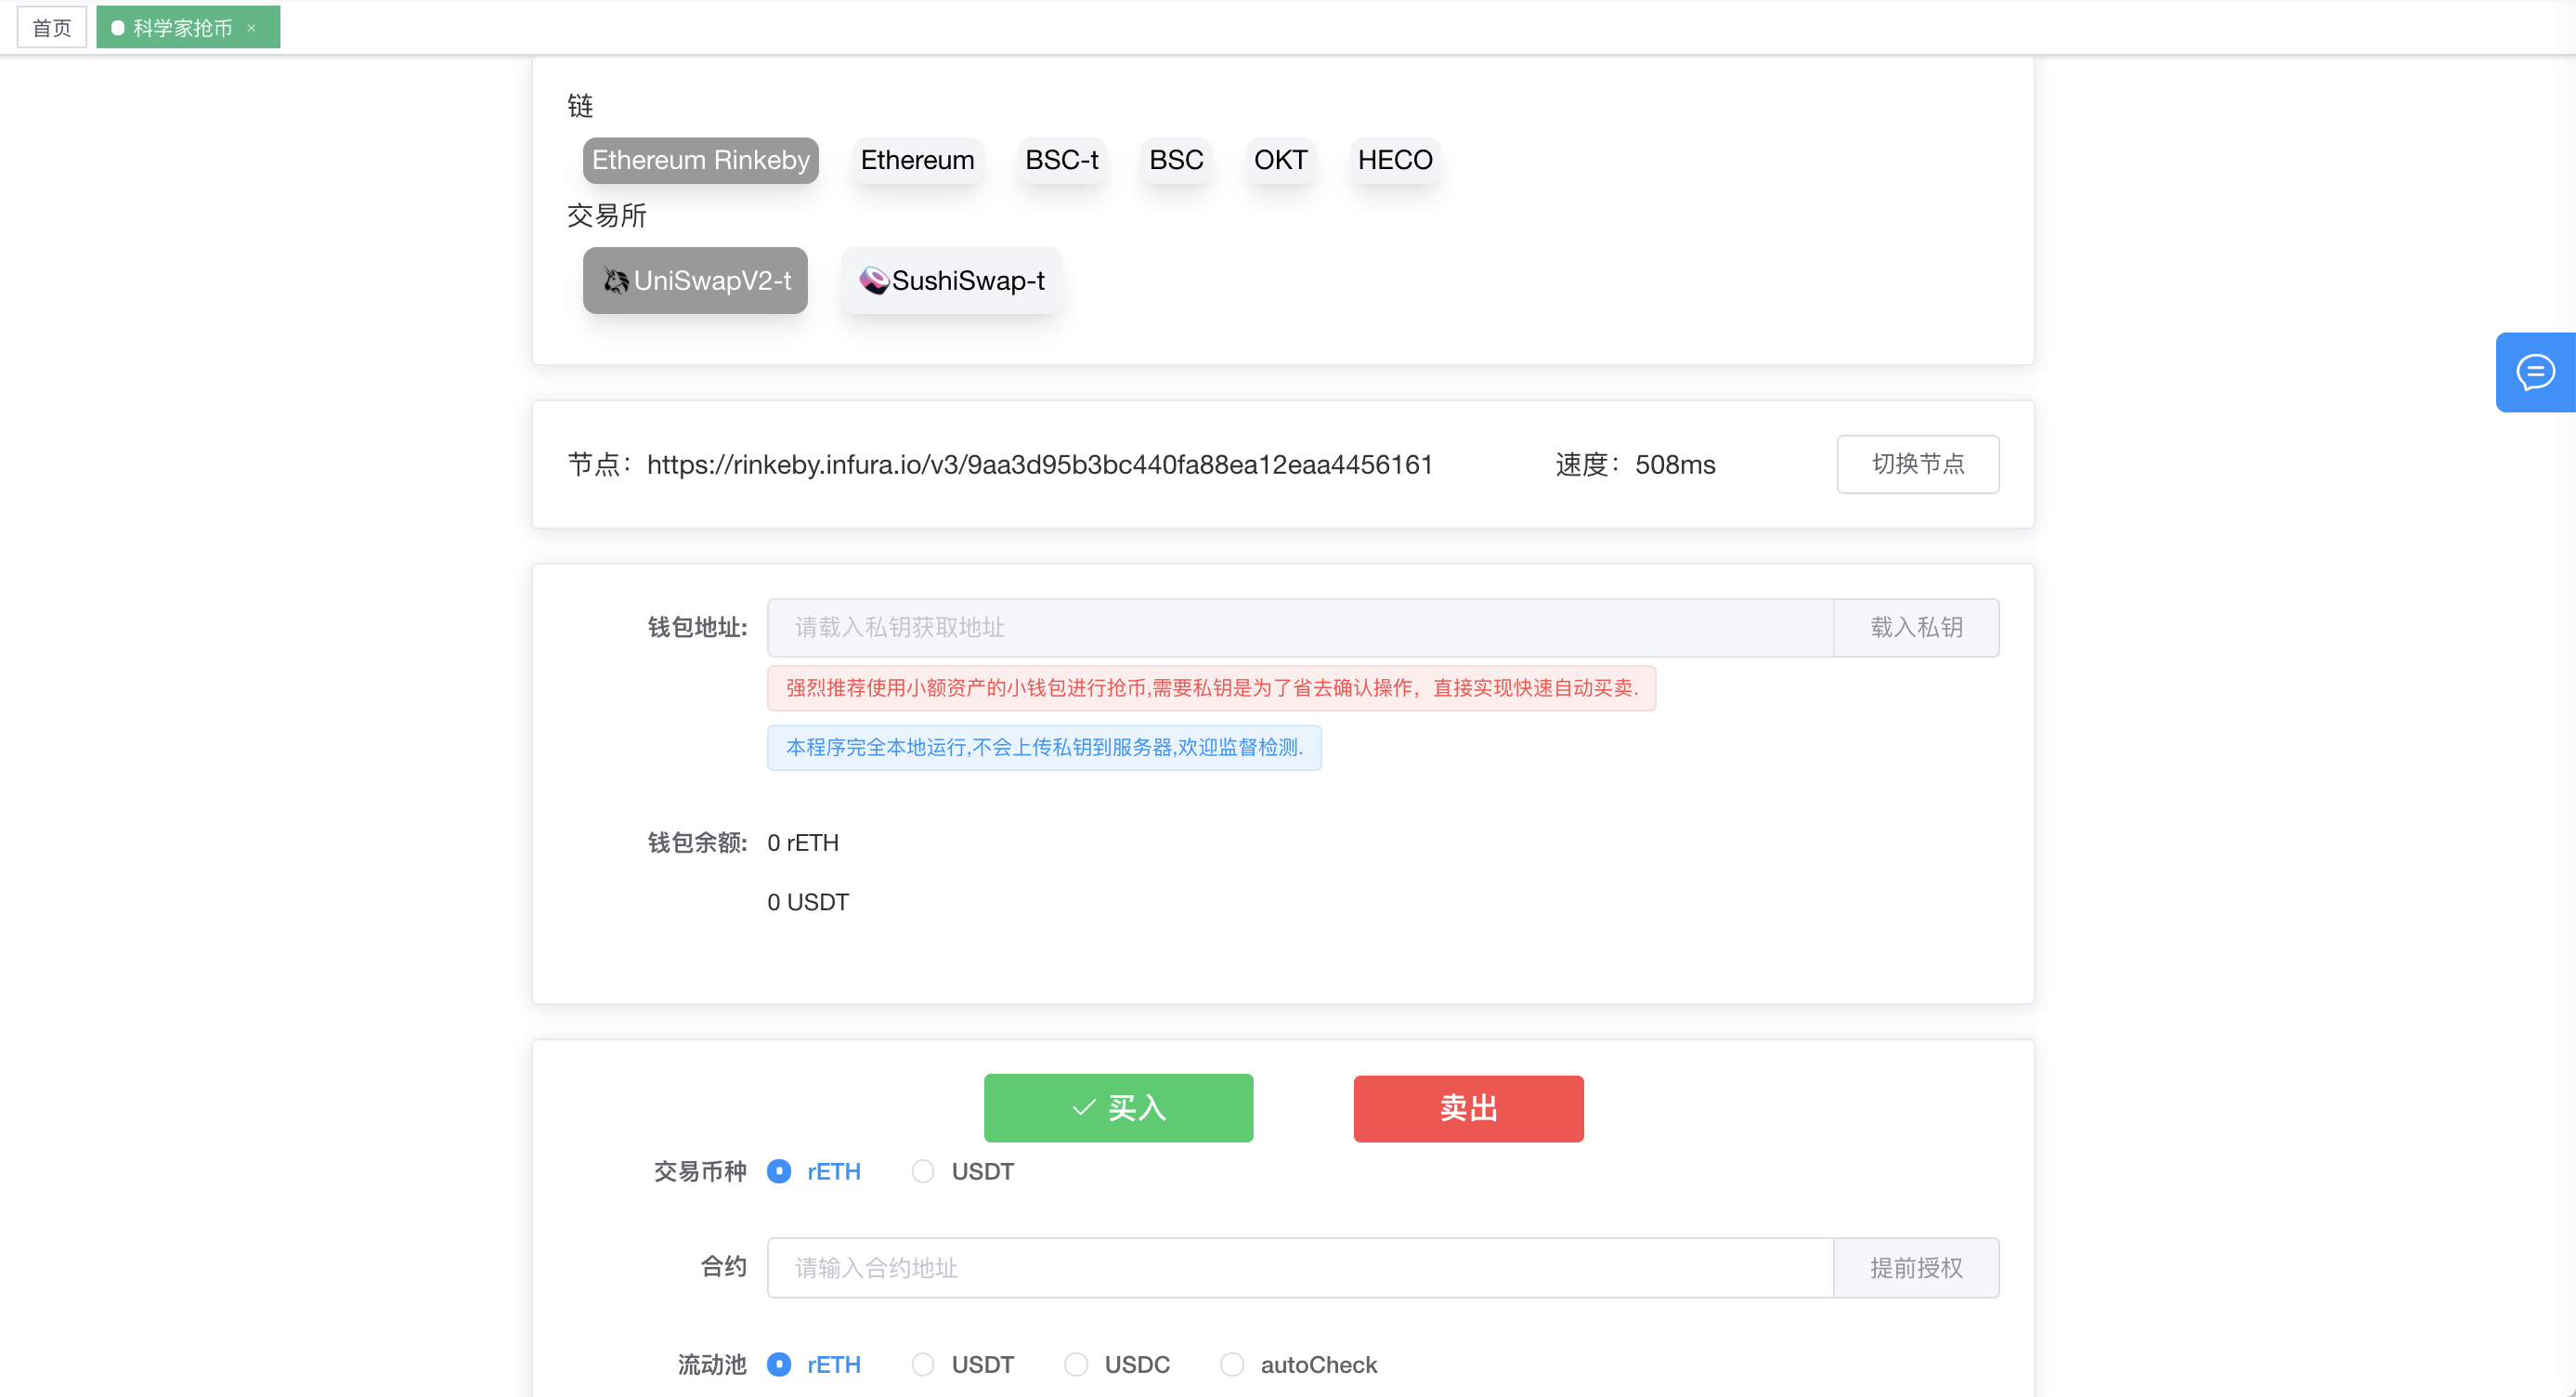 首页 科学家抢币 ×
链
Ethereum Rinkeby Ethereum BSC-t BSC OKT HECO
交易所
UniSwapV2-t SushiSwap-t
节点：https://rinkeby.infura.io/v3/9aa3d95b3bc440fa88ea12eaa4456161 速度：508ms 切换节点
钱包地址: 请载入私钥获取地址 载入私钥
强烈推荐使用小额资产的小钱包进行抢币,需要私钥是为了省去确认操作，直接实现快速自动买卖.
本程序完全本地运行,不会上传私钥到服务器,欢迎监督检测.
钱包余额: 0 rETH
0 USDT
买入 卖出
交易币种 rETH USDT
合约 请输入合约地址 提前授权
流动池 rETH USDT USDC autoCheck